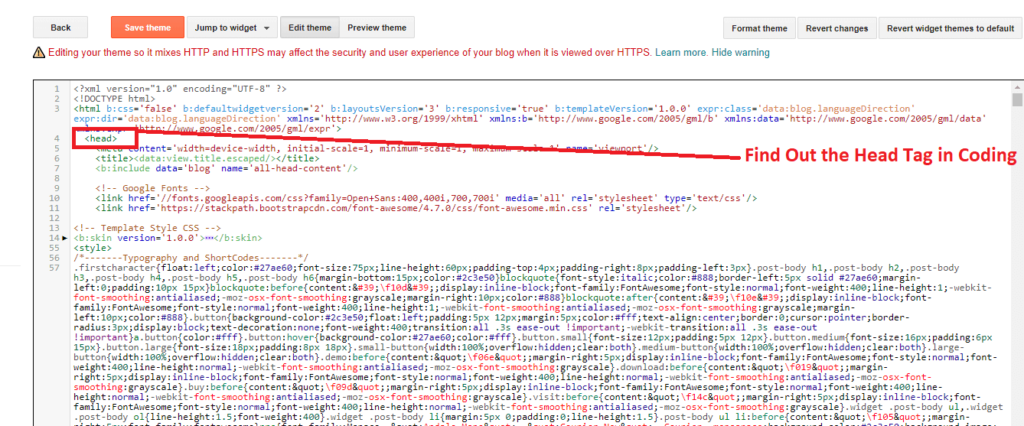 Back Save theme Jump to widget Edit theme Preview theme Format theme Revert changes Revert widget themes to default
Editing your theme so it mixes HTTP and HTTPS may affect the security and user experience of your blog when it is viewed over HTTPS. Learn more. Hide warning
1 <?xml version="1.0" encoding="UTF-8" ?>
2 <!DOCTYPE html>
3 <html b:css='false' b:defaultwidgetversion='2' b:layoutsVersion='3' b:responsive='true' b:templateVersion='1.0.0' expr:class='data:blog.languageDirection'
expr:dir='data:blog.languageDirection' xmlns='http://www.w3.org/1999/xhtml' xmlns:b='http://www.google.com/2005/gml/b' xmlns:data='http://www.google.com/2005/gml/data'
'http://www.google.com/2005/gml/expr'>
4 <head>
5 content='width=device-width, initial-scale=1, minimum-scale=1,
Find Out the Head Tag in Coding
6 <title><data:view.title.escaped/></title>
7 <b:include data='blog' name='all-head-content'/>
8
9 <!-- Google Fonts -->
10 <link href='//fonts.googleapis.com/css?family=Open+Sans:400,400i,700,700i' media='all' rel='stylesheet' type='text/css'/>
11 <link href='https://stackpath.bootstrapcdn.com/font-awesome/4.7.0/css/font-awesome.min.css' rel='stylesheet'/>
12
13 <!-- Template Style CSS -->
14 <b:skin version='1.0.0'></b:skin>
55 <style>
56 /*-------Typography and ShortCodes-------*/
57 .firstcharacter{float:left;color:#27ae60;font-size:75px;line-height:60px;padding-top:4px;padding-right:8px;padding-left:3px}.post-body h1,.post-body h2,.post-body
h3,.post-body h4,.post-body h5,.post-body h6{margin-bottom:15px;color:#2c3e50}blockquote{font-style:italic;color:#888;border-left:5px solid #27ae60;margin-
left:0;padding:10px 15px}blockquote:before{content:&#39;\f10d&#39;;display:inline-block;font-family:FontAwesome;font-style:normal;font-weight:400;line-height:1;-webkit-
font-smoothing:antialiased;-moz-osx-font-smoothing:grayscale;margin-right:10px;color:#888}blockquote:after{content:&#39;\f10e&#39;;display:inline-block;font-
family:FontAwesome;font-style:normal;font-weight:400;line-height:1;-webkit-font-smoothing:antialiased;-moz-osx-font-smoothing:grayscale;margin-
left:10px;color:#888}.button{background-color:#2c3e50;float:left;padding:5px 12px;margin:5px;color:#fff;text-align:center;border:0;cursor:pointer;border-
radius:3px;display:block;text-decoration:none;font-weight:400;transition:all .3s ease-out !important;-webkit-transition:all .3s ease-out
!important}a.button{color:#fff}.button:hover{background-color:#27ae60;color:#fff}.button.small{font-size:12px;padding:5px 12px}.button.medium{font-size:16px;padding:6px
15px}.button.large{font-size:18px;padding:8px 18px}.small-button{width:100%;overflow:hidden;clear:both}.medium-button{width:100%;overflow:hidden;clear:both}.large-
button{width:100%;overflow:hidden;clear:both}.demo:before{content:&quot;\f06e&quot;;margin-right:5px;display:inline-block;font-family:FontAwesome;font-style:normal;font-
weight:400;line-height:normal;-webkit-font-smoothing:antialiased;-moz-osx-font-smoothing:grayscale}.download:before{content:&quot;\f019&quot;;margin-
right:5px;display:inline-block;font-family:FontAwesome;font-style:normal;font-weight:400;line-height:normal;-webkit-font-smoothing:antialiased;-moz-osx-font-
smoothing:grayscale}.buy:before{content:&quot;\f09d&quot;;margin-right:5px;display:inline-block;font-family:FontAwesome;font-style:normal;font-weight:400;line-
height:normal;-webkit-font-smoothing:antialiased;-moz-osx-font-smoothing:grayscale}.visit:before{content:&quot;\f14c&quot;;margin-right:5px;display:inline-block;font-
family:FontAwesome;font-style:normal;font-weight:400;line-height:normal;-webkit-font-smoothing:antialiased;-moz-osx-font-smoothing:grayscale}.widget .post-body ul,.widget
.post-body ol{line-height:1.5;font-weight:400}.widget .post-body li{margin:5px 0;padding:0;line-height:1.5}.post-body ul li:before{content:&quot;\f105&quot;;margin-